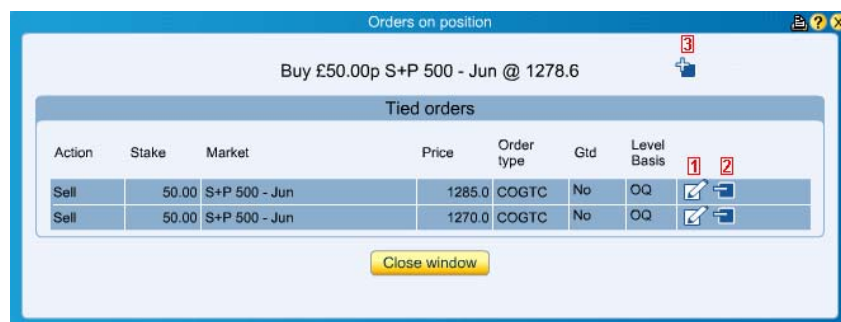 Orders on position
?
X
3
Buy £50.00p S+P 500 - Jun @ 1278.6
Tied orders
Action Stake Market Price Order type Gtd Level Basis
1 2
Sell 50.00 S+P 500 - Jun 1285.0 COGTC No OQ
Sell 50.00 S+P 500 - Jun 1270.0 COGTC No OQ
Close window